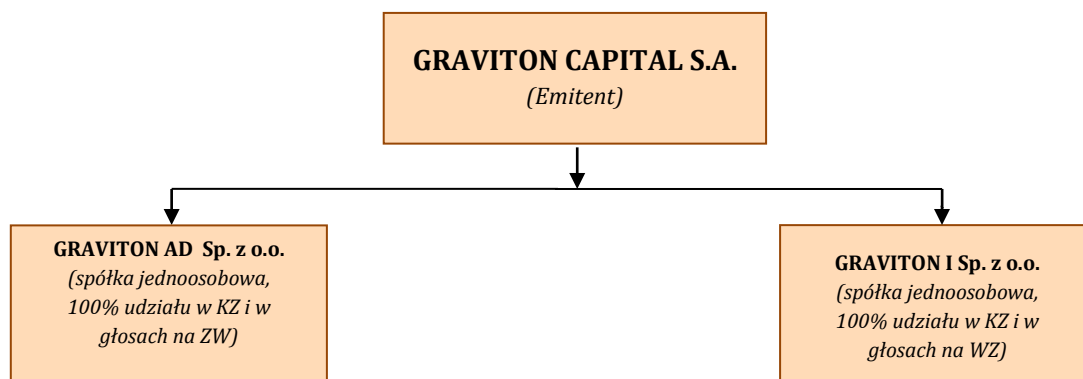 GRAVITON CAPITAL S.A.
(Emitent)
GRAVITON AD Sp. z o.o.
(spółka jednoosobowa,
100% udziału w KZ i w
głosach na ZW)
GRAVITON I Sp. z o.o.
(spółka jednoosobowa,
100% udziału w KZ i w
głosach na WZ)